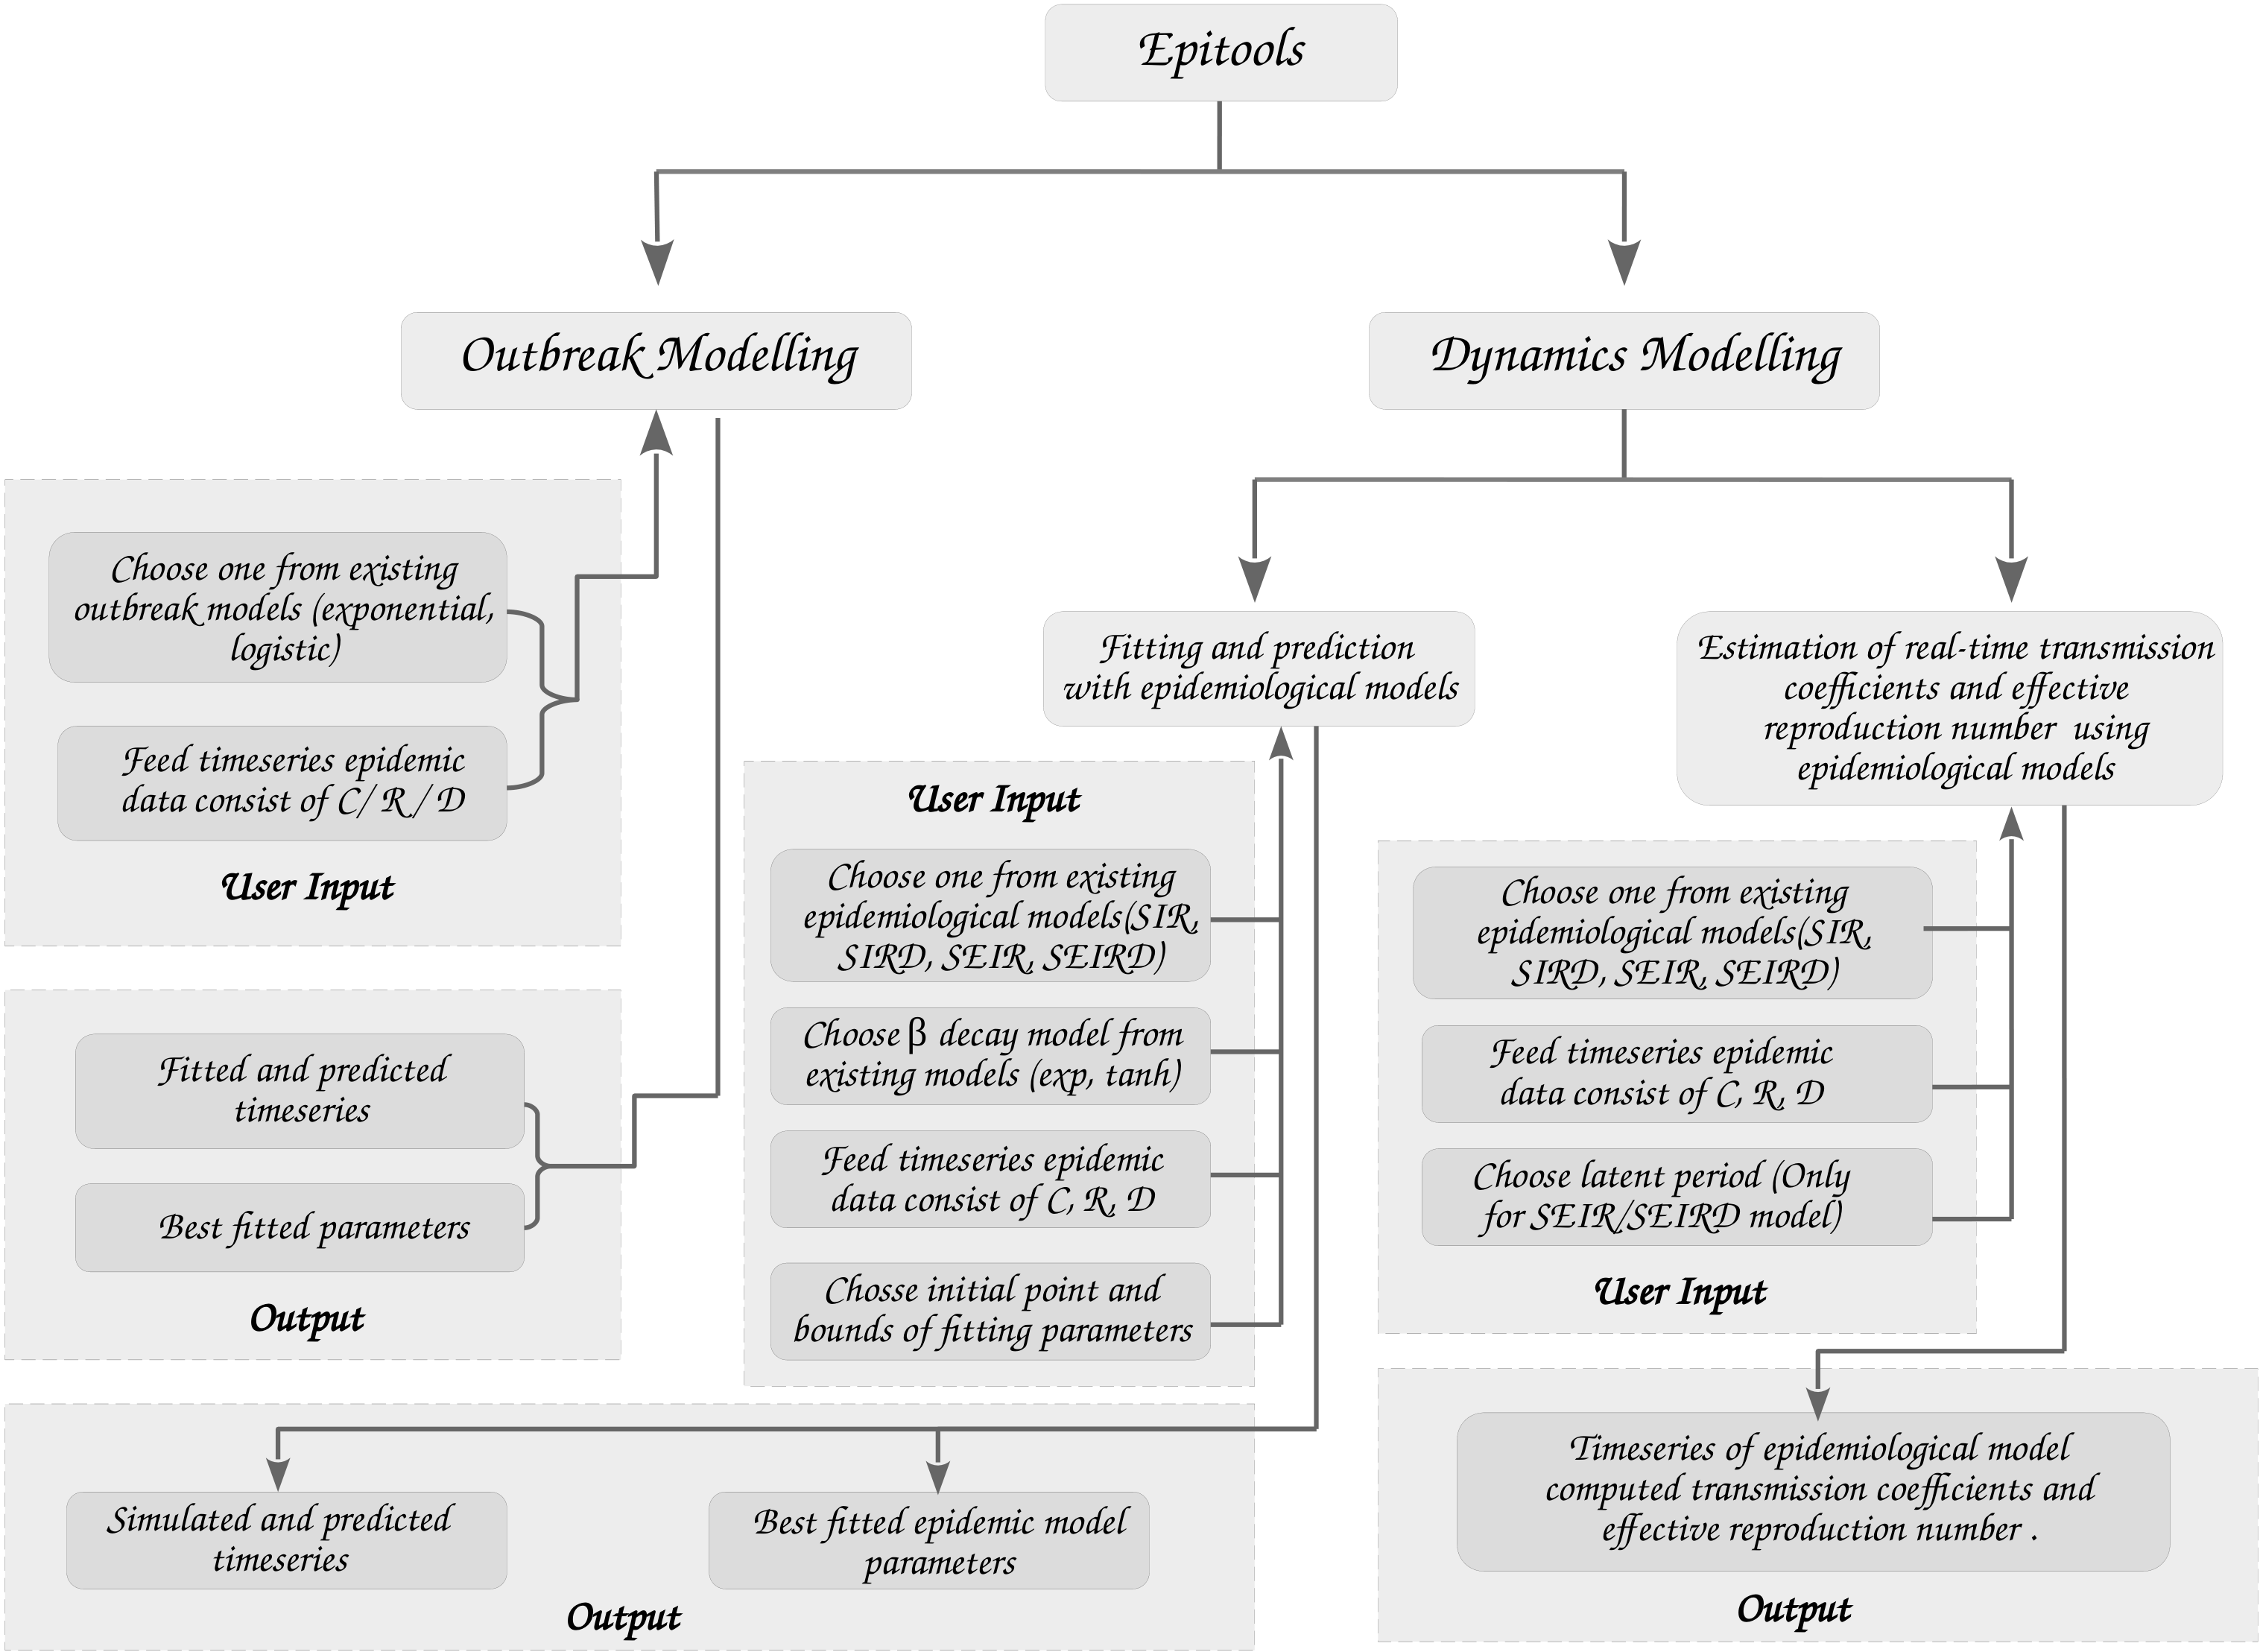 Epitools
Outbreak Modelling
Dynamics Modelling
Choose one from existing
outbreak models (exponential,
logistic)
Feed timeseries epidemic
data consist of C/ R / D
User Input
Fitted and predicted
timeseries
Best fitted parameters
Output
Fitting and prediction
with epidemiological models
User Input
Choose one from existing
epidemiological models(SIR,
SIRD, SEIR, SEIRD)
Choose β decay model from
existing models (exp, tanh)
Feed timeseries epidemic
data consist of C, R, D
Chosse initial point and
bounds of fitting parameters
Simulated and predicted
timeseries
Best fitted epidemic model
parameters
Output
Estimation of real-time transmission
coefficients and effective
reproduction number using
epidemiological models
Choose one from existing
epidemiological models(SIR,
SIRD, SEIR, SEIRD)
Feed timeseries epidemic
data consist of C, R, D
Choose latent period (Only
for SEIR/SEIRD model)
User Input
Timeseries of epidemiological model
computed transmission coefficients and
effective reproduction number .
Output